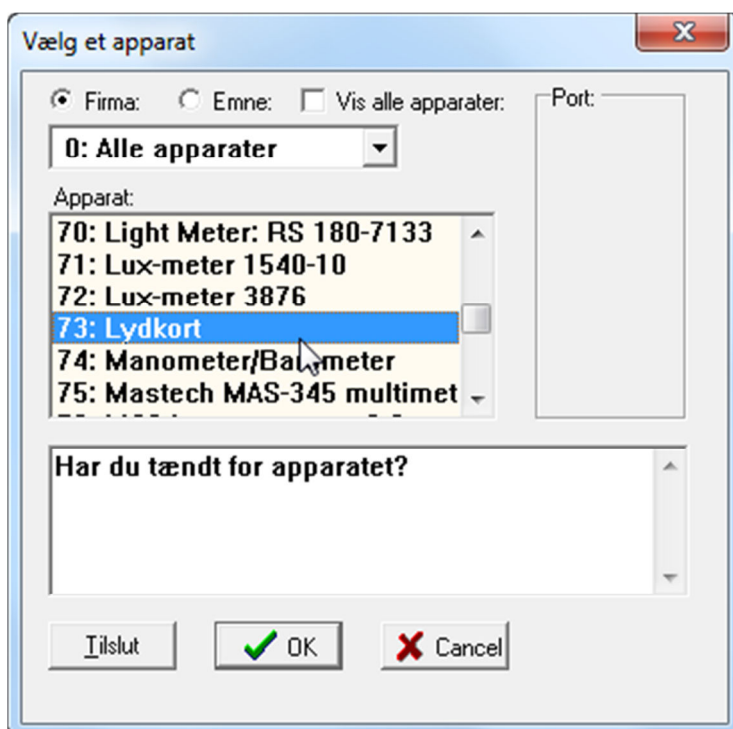 Vælg et apparat
Firma: Emne: Vis alle apparater: Port:
0: Alle apparater
Apparat:
70: Light Meter: RS 180-7133
71: Lux-meter 1540-10
72: Lux-meter 3876
73: Lydkort
74: Manometer/Barometer
75: Mastech MAS-345 multimet
Har du tændt for apparatet?
Tilslut OK Cancel